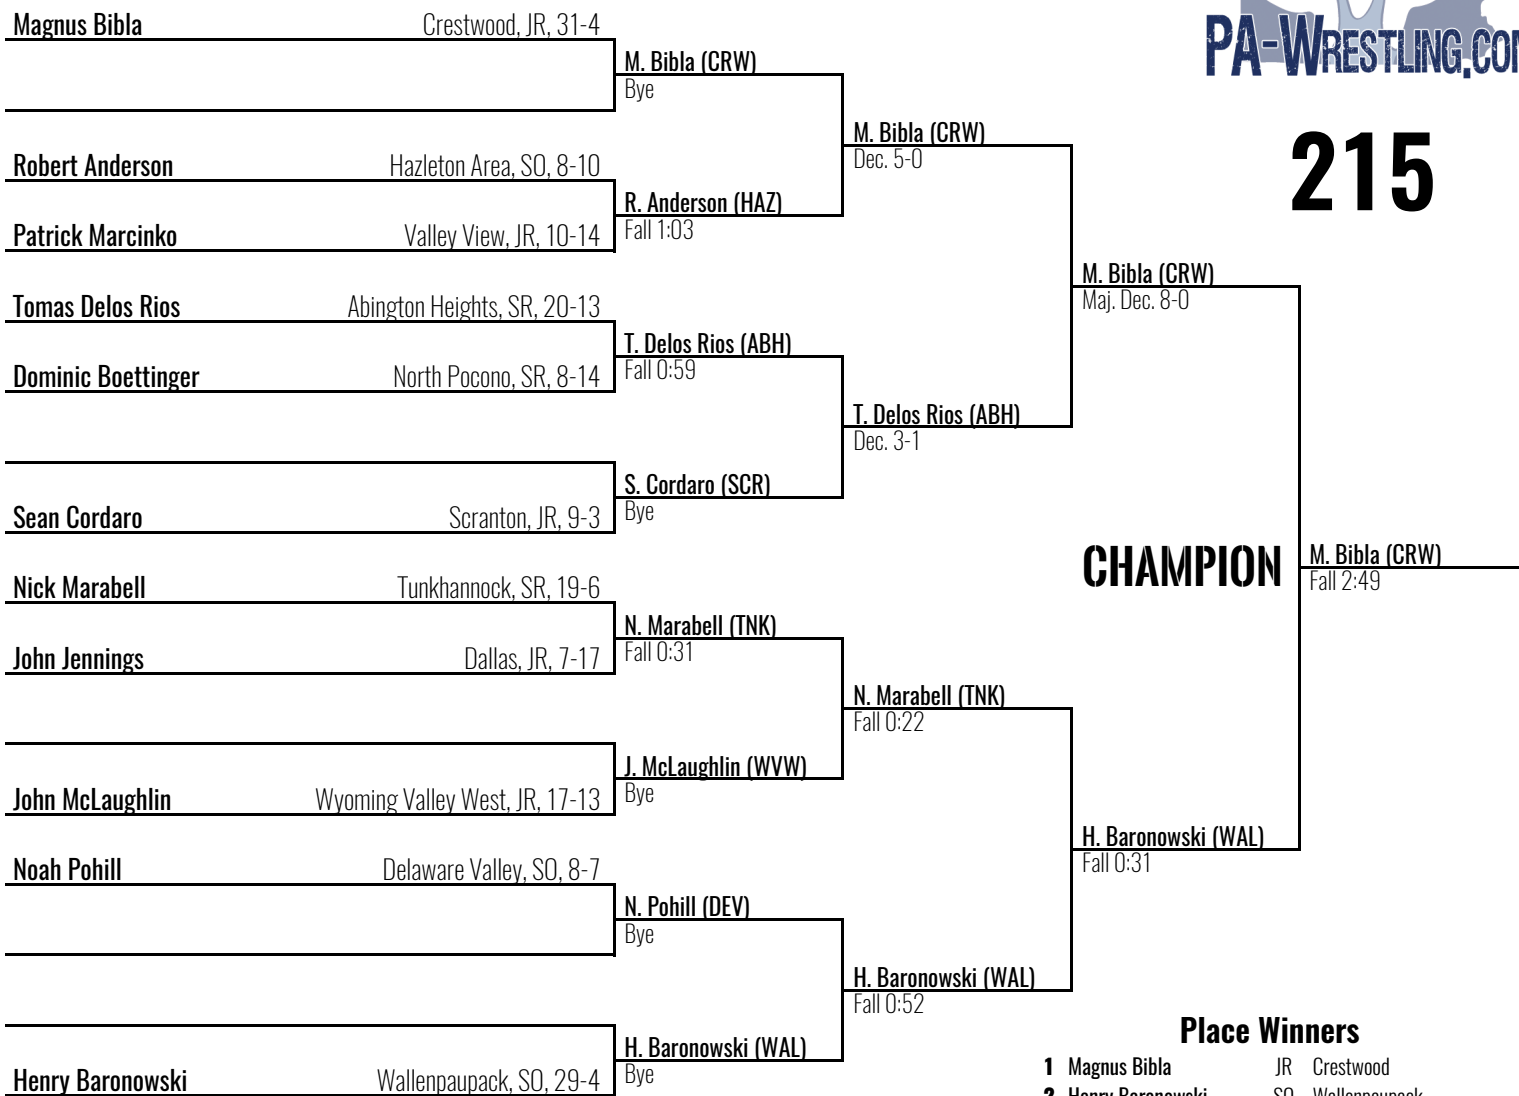 PA-WRESTLING.CO
215
Magnus Bibla Crestwood, JR, 31-4
M. Bibla (CRW)
Bye
M. Bibla (CRW)
Dec. 5-0
Robert Anderson Hazleton Area, SO, 8-10
R. Anderson (HAZ)
Fall 1:03
Patrick Marcinko Valley View, JR, 10-14
M. Bibla (CRW)
Maj. Dec. 8-0
Tomas Delos Rios Abington Heights, SR, 20-13
T. Delos Rios (ABH)
Fall 0:59
Dominic Boettinger North Pocono, SR, 8-14
T. Delos Rios (ABH)
Dec. 3-1
S. Cordaro (SCR)
Bye
Sean Cordaro Scranton, JR, 9-3
CHAMPION
M. Bibla (CRW)
Fall 2:49
Nick Marabell Tunkhannock, SR, 19-6
N. Marabell (TNK)
Fall 0:31
John Jennings Dallas, JR, 7-17
N. Marabell (TNK)
Fall 0:22
J. McLaughlin (WVW)
Bye
John McLaughlin Wyoming Valley West, JR, 17-13
H. Baronowski (WAL)
Fall 0:31
Noah Pohill Delaware Valley, SO, 8-7
N. Pohill (DEV)
Bye
H. Baronowski (WAL)
Fall 0:52
H. Baronowski (WAL)
Bye
Henry Baronowski Wallenpaupack, SO, 29-4
Place Winners
1 Magnus Bibla JR Crestwood
2 Henry Baronowski SO Wallenpaupack